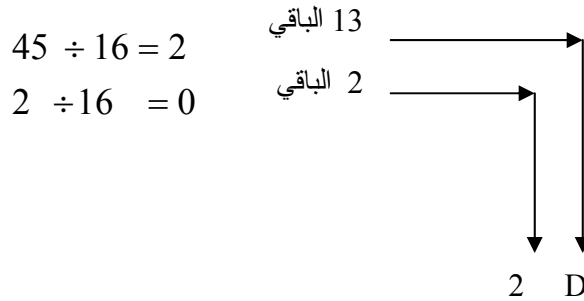 45 ÷ 16 = 2 الباقي 13
2 ÷ 16 = 0 الباقي 2
2 D